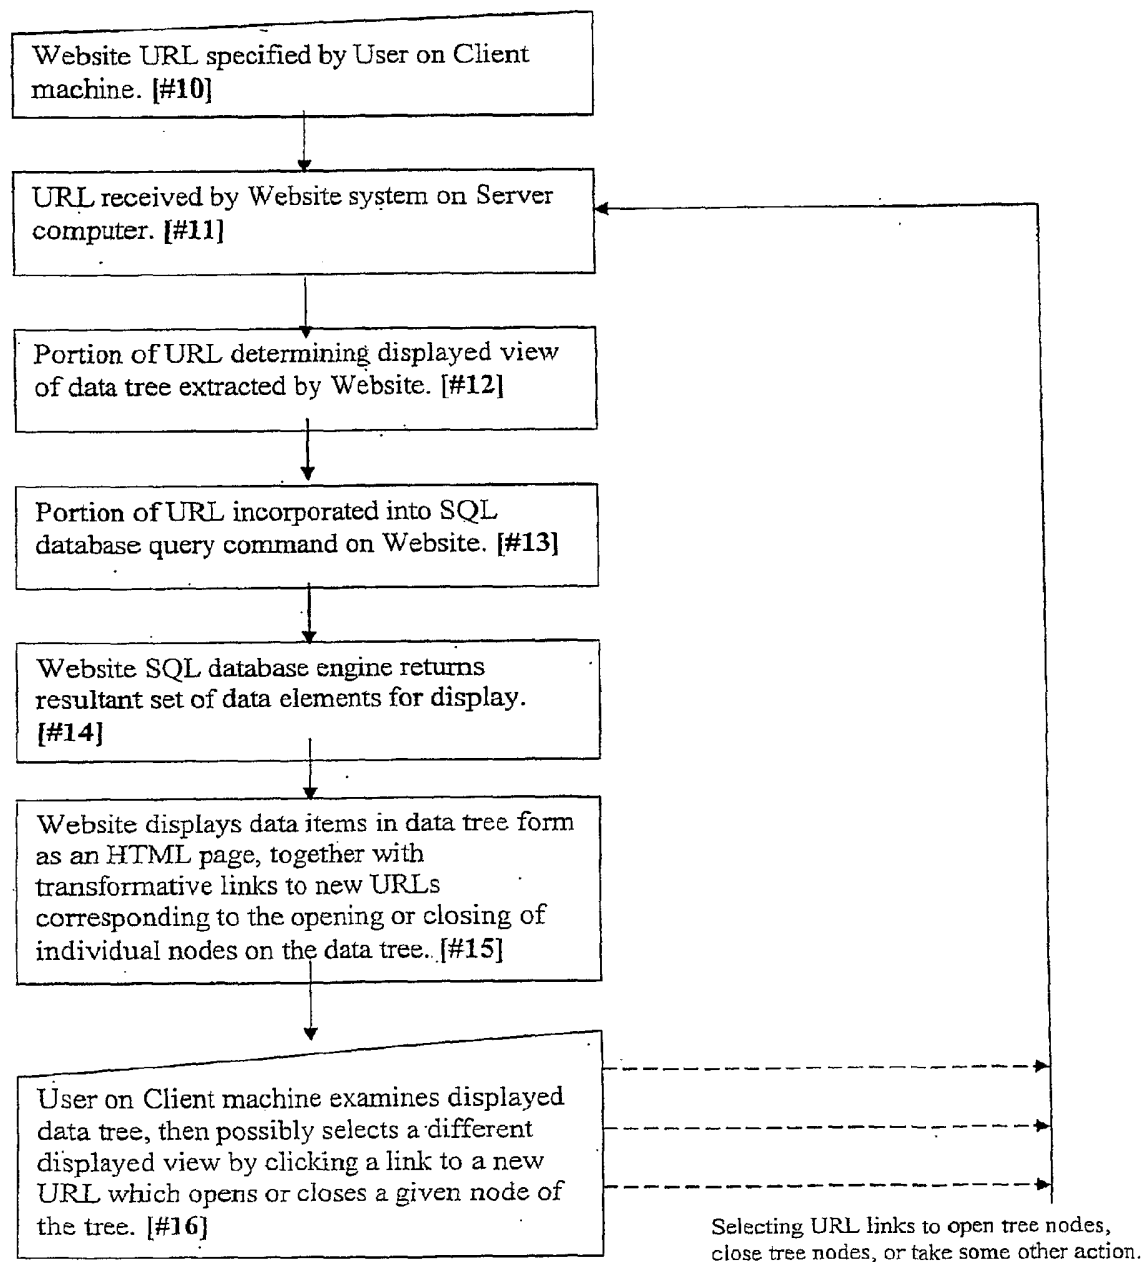 Website URL specified by User on Client
machine. [#10]
URL received by Website system on Server
computer. [#11]
Portion of URL determining displayed view
of data tree extracted by Website. [#12]
Portion of URL incorporated into SQL
database query command on Website. [#13]
Website SQL database engine returns
resultant set of data elements for display.
[#14]
Website displays data items in data tree form
as an HTML page, together with
transformative links to new URLs
corresponding to the opening or closing of
individual nodes on the data tree. [#15]
User on Client machine examines displayed
data tree, then possibly selects a different
displayed view by clicking a link to a new
URL which opens or closes a given node of
the tree. [#16]
Selecting URL links to open tree nodes,
close tree nodes, or take some other action.